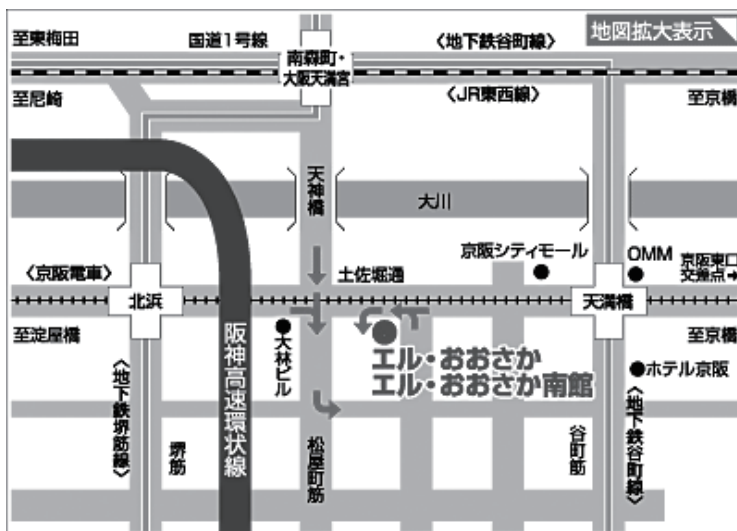 至東梅田
国道1号線
〈地下鉄谷町線〉
地図拡大表示
南森町・
大阪天満宮
至尼崎
〈JR東西線〉
至京橋
天神橋
大川
京阪シティモール
OMM
京阪東口
交差点→
〈京阪電車〉
土佐堀通
北浜
天満橋
至淀屋橋
大林ビル
至京橋
エル・おおさか
エル・おおさか南館
ホテル京阪
〈地下鉄堺筋線〉
堺筋
阪神高速環状線
松屋町筋
谷町筋
〈地下鉄谷町線〉